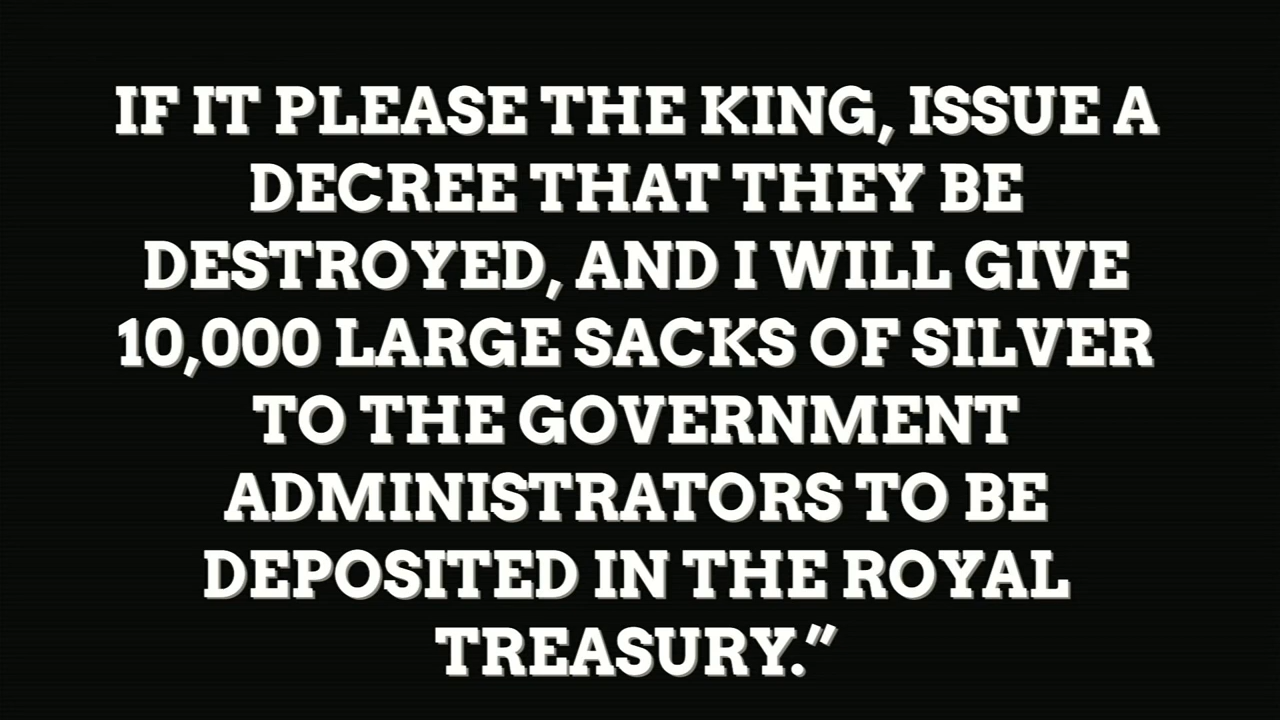 IF IT PLEASE THE KING, ISSUE A
DECREE THAT THEY BE
DESTROYED, AND I WILL GIVE
10,000 LARGE SACKS OF SILVER
TO THE GOVERNMENT
ADMINISTRATORS TO BE
DEPOSITED IN THE ROYAL
TREASURY.”